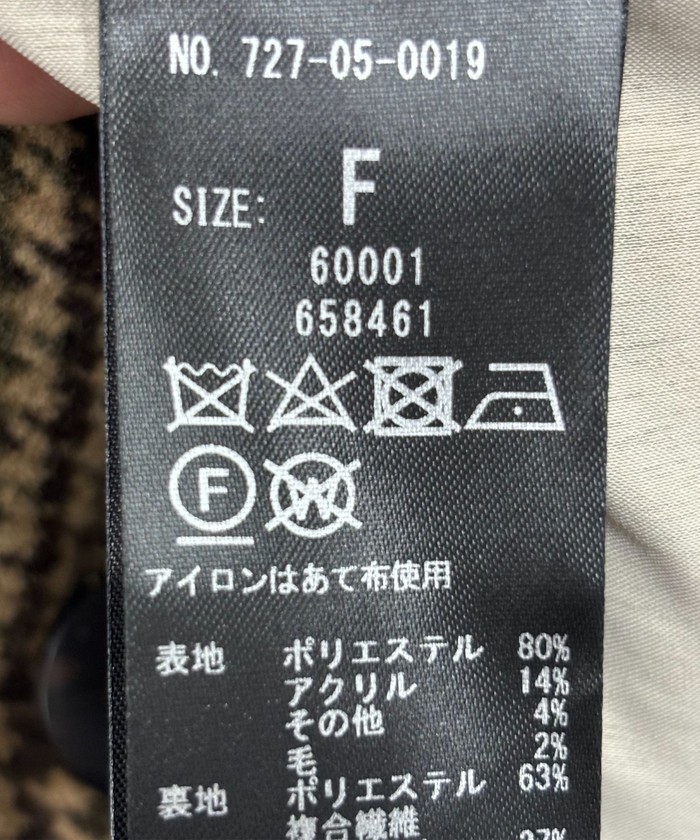 NO. 727-05-0019
SIZE: F
60001
658461
F W
アイロンはあて布使用
表地 ポリエステル 80%
アクリル 14%
その他 4%
毛 2%
裏地 ポリエステル 63%
複合繊維 37%